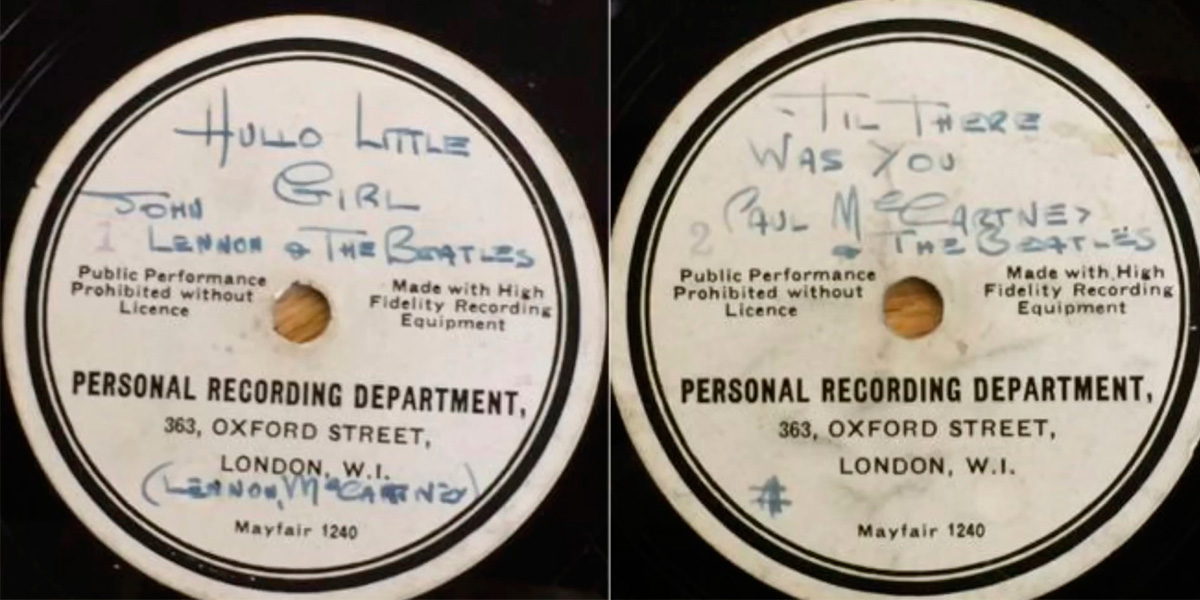 HULLO LITTLE
GIRL
JOHN
1 LENNON & THE BEATLES
Public Performance
Prohibited without
Licence
Made with High
Fidelity Recording
Equipment
PERSONAL RECORDING DEPARTMENT,
363, OXFORD STREET,
LONDON, W.I.
(LENNON, McCARTNEY)
Mayfair 1240
'TIL THERE
WAS YOU
PAUL McCARTNEY
2 & THE BEATLES
Public Performance
Prohibited without
Licence
Made with High
Fidelity Recording
Equipment
PERSONAL RECORDING DEPARTMENT,
363, OXFORD STREET,
LONDON, W.I.
#
Mayfair 1240